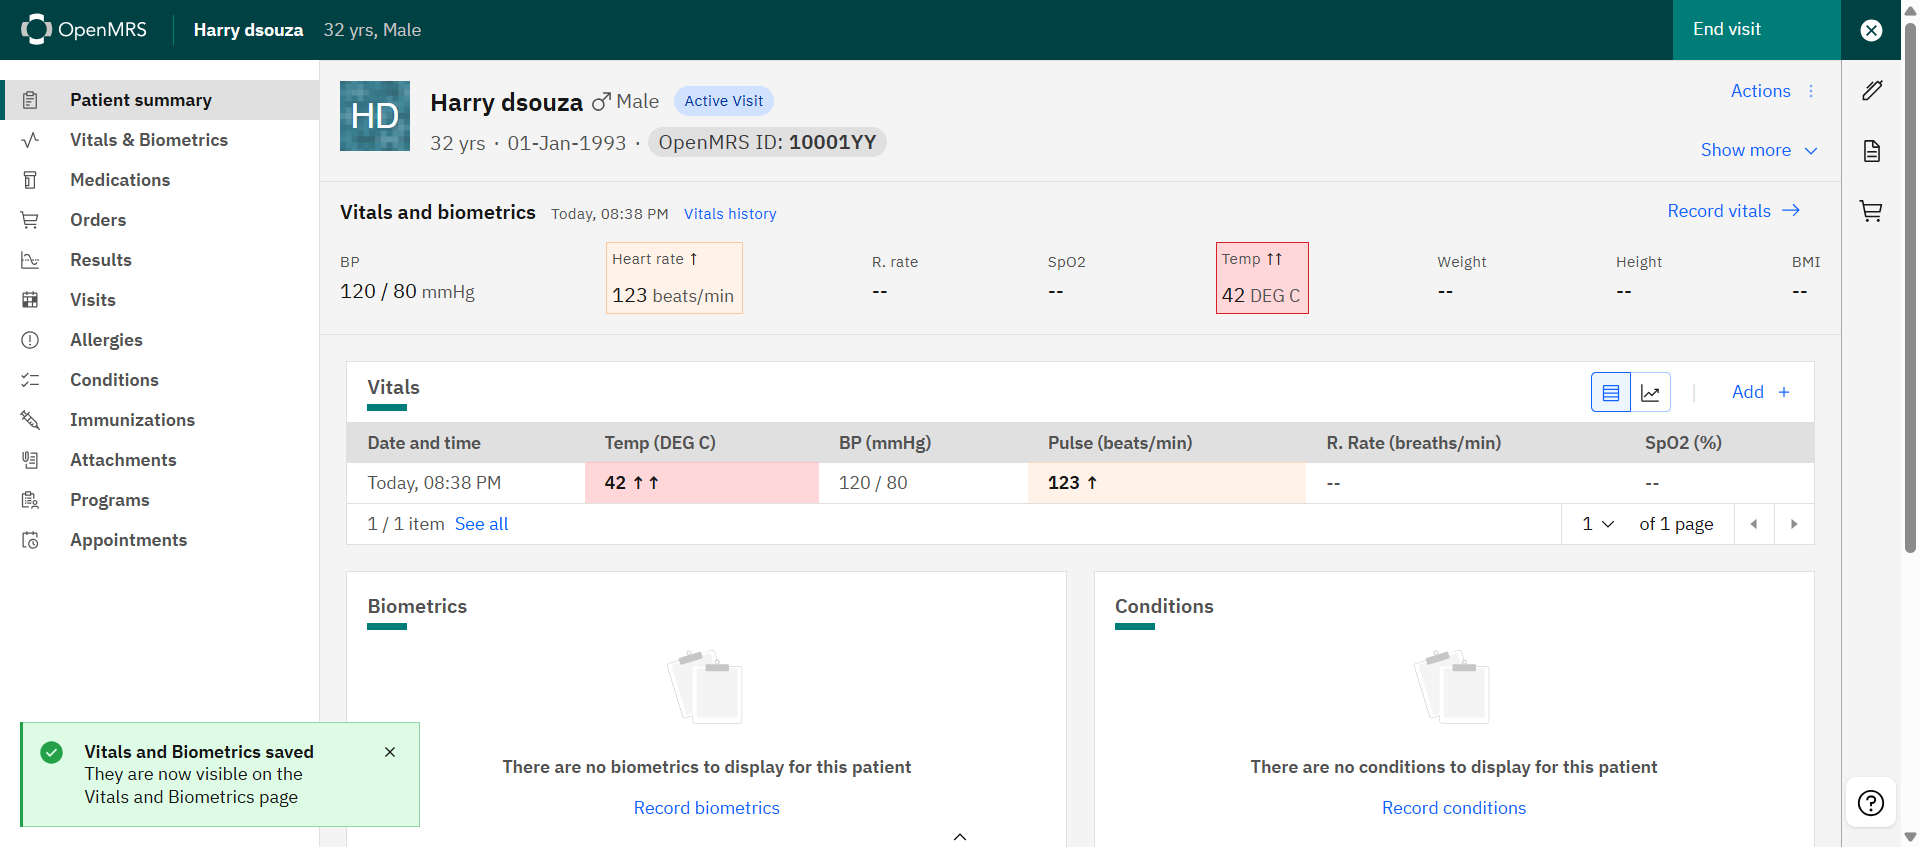 OpenMRS Harry dsouza 32 yrs, Male End visit
Patient summary
Vitals & Biometrics
Medications
Orders
Results
Visits
Allergies
Conditions
Immunizations
Attachments
Programs
Appointments
HD
Harry dsouza Male Active Visit
32 yrs · 01-Jan-1993 · OpenMRS ID: 10001YY
Actions
Show more
Vitals and biometrics Today, 08:38 PM Vitals history Record vitals →
BP Heart rate ↑ R. rate SpO2 Temp ↑↑ Weight Height BMI
120 / 80 mmHg 123 beats/min -- -- 42 DEG C -- -- --
Vitals
Add +
Date and time Temp (DEG C) BP (mmHg) Pulse (beats/min) R. Rate (breaths/min) SpO2 (%)
Today, 08:38 PM 42 ↑↑ 120 / 80 123 ↑ -- --
1 / 1 item See all 1 of 1 page
Biometrics
There are no biometrics to display for this patient
Record biometrics
Conditions
There are no conditions to display for this patient
Record conditions
Vitals and Biometrics saved
They are now visible on the
Vitals and Biometrics page